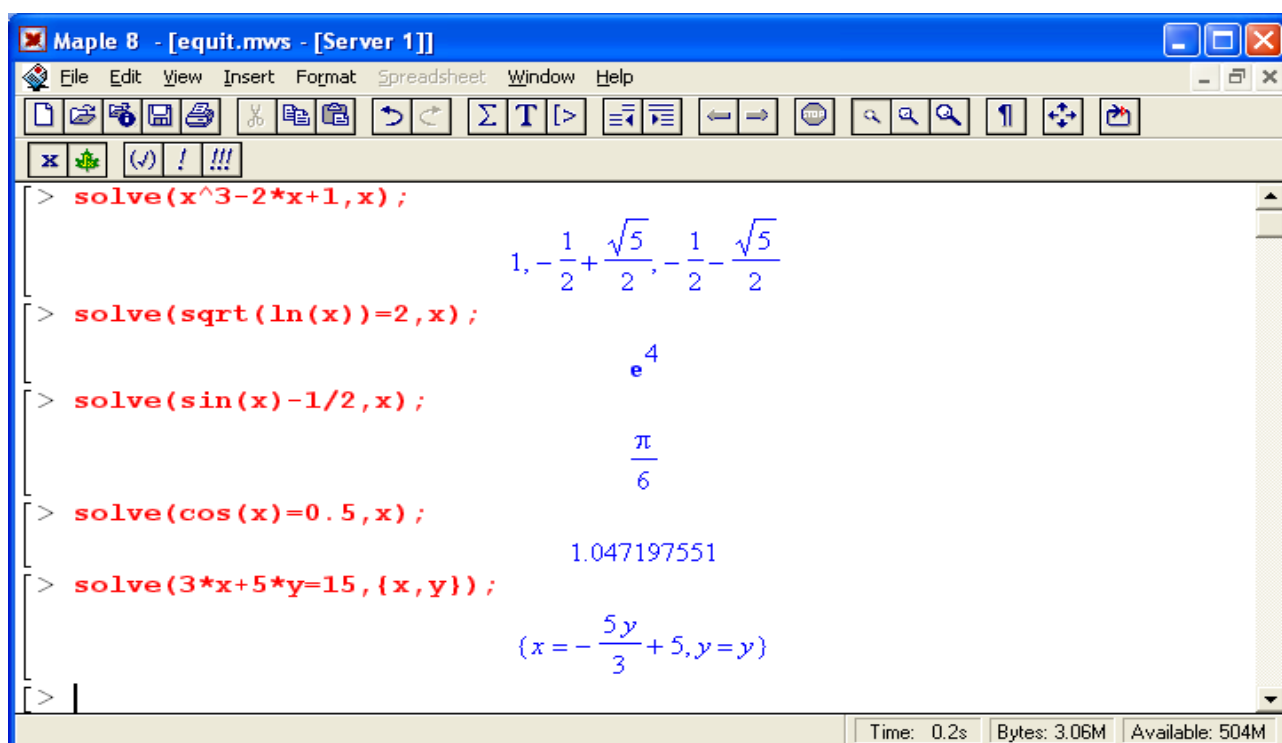 Maple 8 - [equit.mws - [Server 1]]
File Edit View Insert Format Spreadsheet Window Help
Σ T [> STOP ¶
x (√) ! !!!
[> solve(x^3-2*x+1,x);
1, -1/2 + √5/2, -1/2 - √5/2
[> solve(sqrt(ln(x))=2,x);
e^4
[> solve(sin(x)-1/2,x);
π/6
[> solve(cos(x)=0.5,x);
1.047197551
[> solve(3*x+5*y=15,{x,y});
{x = -5y/3 + 5, y = y}
[>
Time: 0.2s Bytes: 3.06M Available: 504M